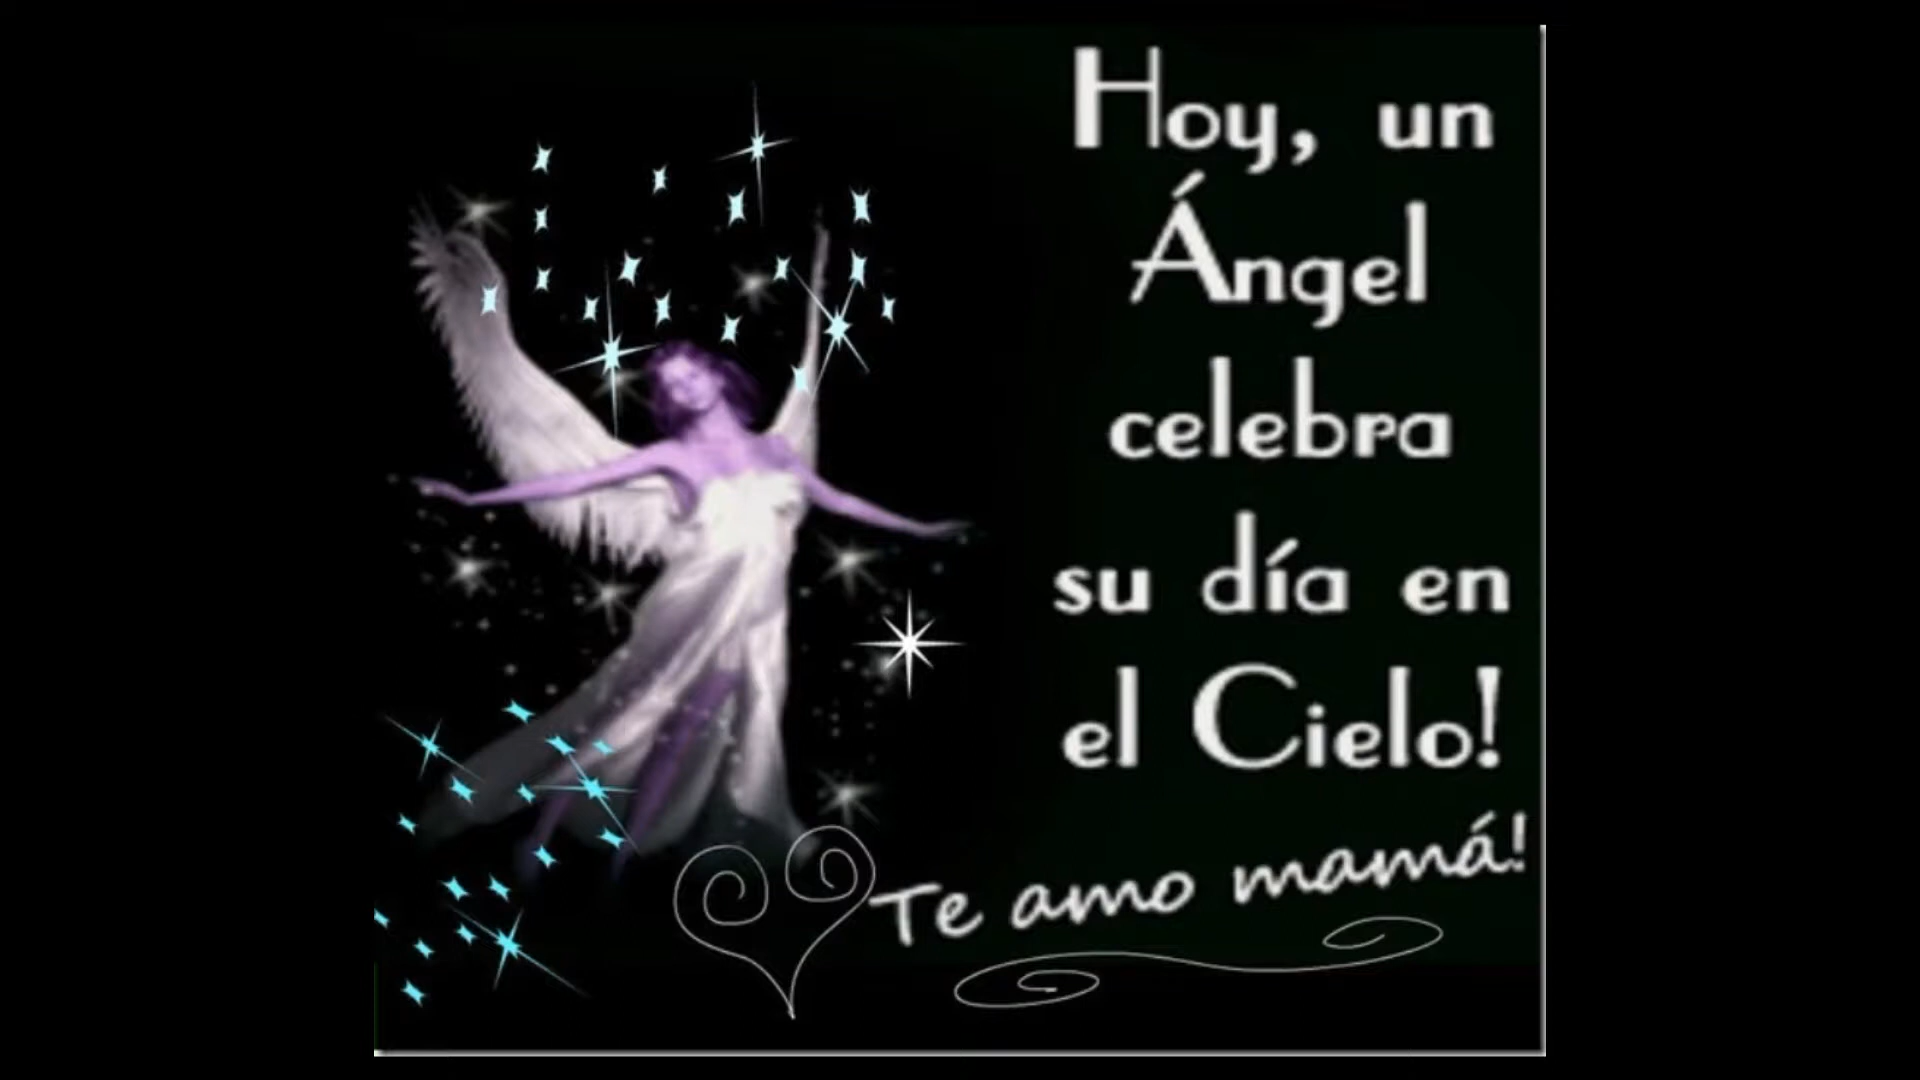 Hoy, un
Ángel
celebra
su día en
el Cielo!
Te amo mamá!